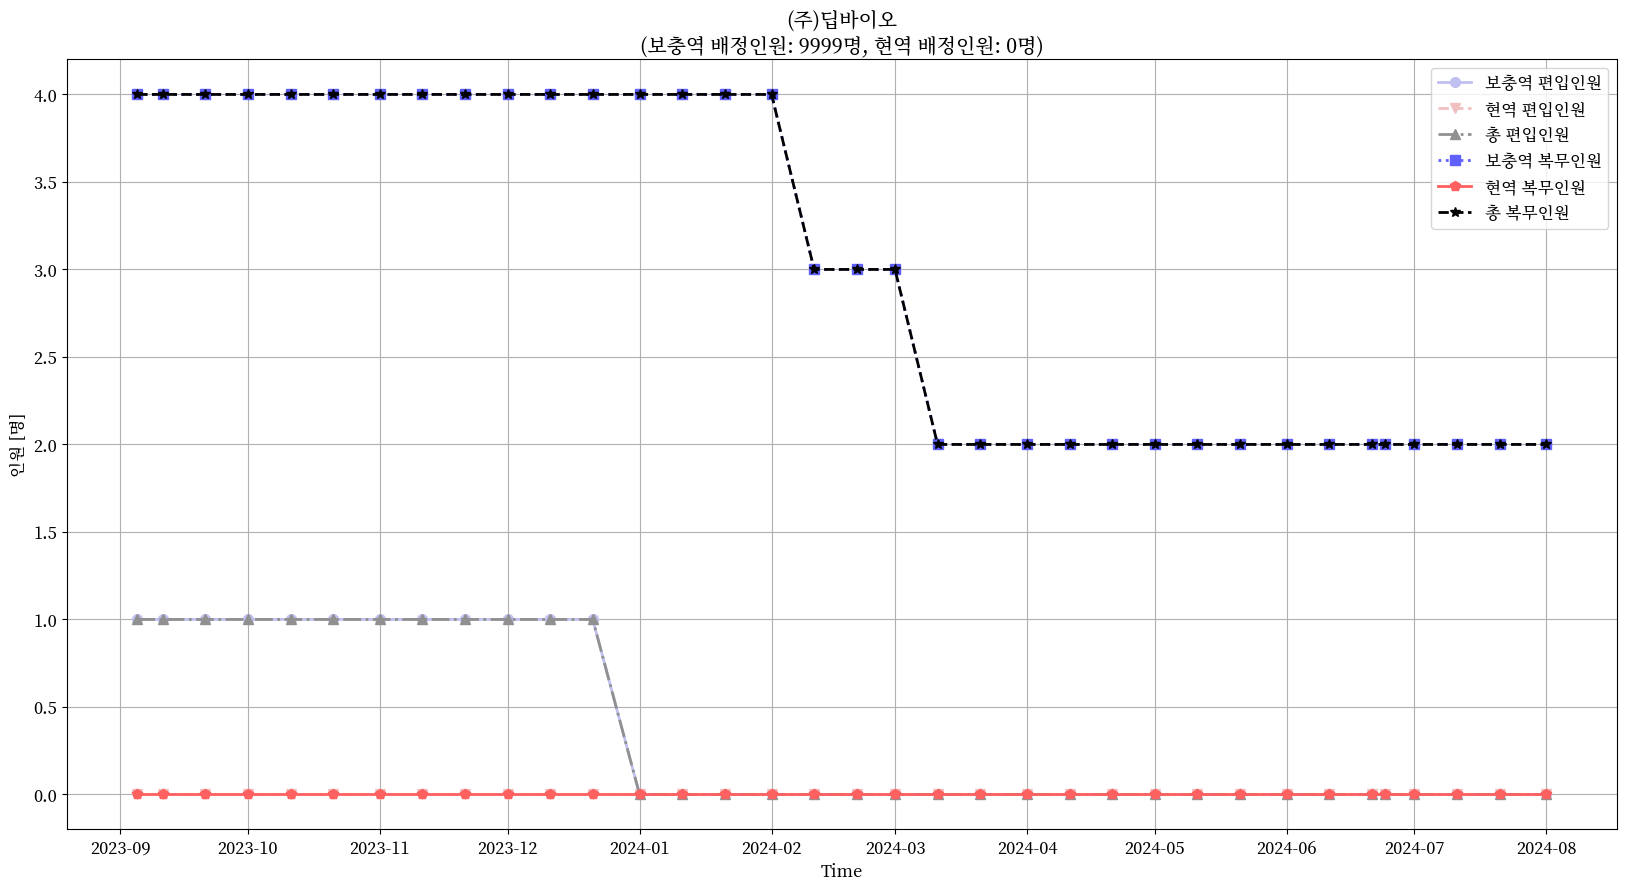 (주)딥바이오
(보충역 배정인원: 9999명, 현역 배정인원: 0명)
보충역 편입인원
현역 편입인원
총 편입인원
보충역 복무인원
현역 복무인원
총 복무인원
인원 [명]
4.0
3.5
3.0
2.5
2.0
1.5
1.0
0.5
0.0
2023-09 2023-10 2023-11 2023-12 2024-01 2024-02 2024-03 2024-04 2024-05 2024-06 2024-07 2024-08
Time